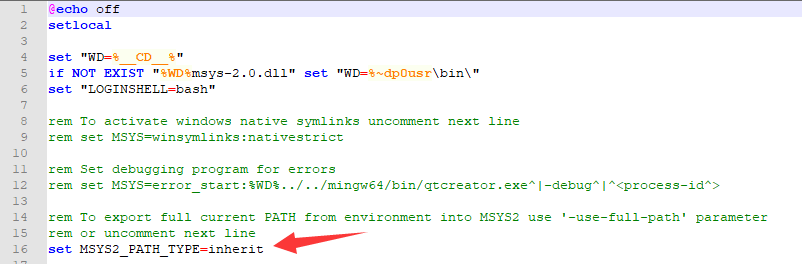 1 @echo off
2 setlocal
3
4 set "WD=%__CD__%"
5 if NOT EXIST "%WD%msys-2.0.dll" set "WD=%~dp0usr\bin\"
6 set "LOGINSHELL=bash"
7
8 rem To activate windows native symlinks uncomment next line
9 rem set MSYS=winsymlinks:nativestrict
10
11 rem Set debugging program for errors
12 rem set MSYS=error_start:%WD%../../mingw64/bin/qtcreator.exe^|-debug^|^<process-id^>
13
14 rem To export full current PATH from environment into MSYS2 use '-use-full-path' parameter
15 rem or uncomment next line
16 set MSYS2_PATH_TYPE=inherit